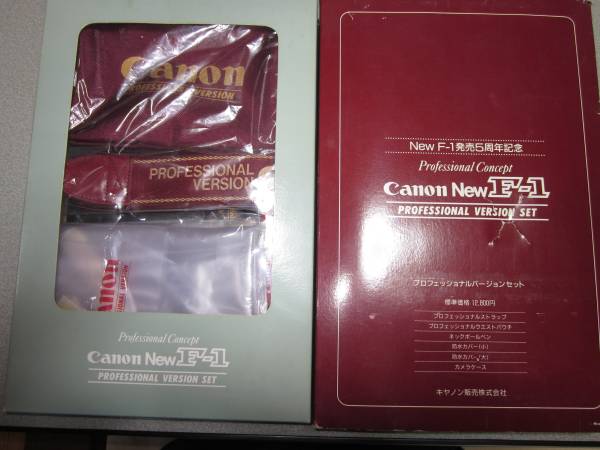 Canon
PROFESSIONAL VERSION
PROFESSIONAL
VERSION
Canon
PROFESSIONAL VERSION
Professional Concept
Canon New F-1
PROFESSIONAL VERSION SET
New F-1発売5周年記念
Professional Concept
Canon New F-1
PROFESSIONAL VERSION SET
プロフェッショナルバージョンセット
標準価格 12,800円
プロフェッショナルストラップ
プロフェッショナルウエストパウチ
ネックボールペン
防水カバー(小)
防水カバー(大)
カメラケース
キヤノン販売株式会社